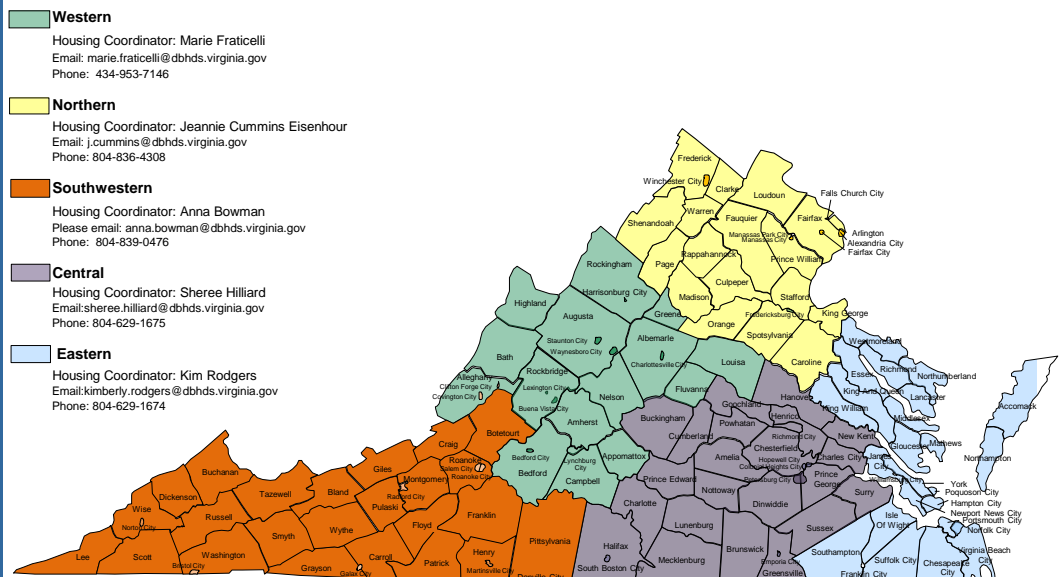 Western
Housing Coordinator: Marie Fraticelli
Email: marie.fraticelli@dbhds.virginia.gov
Phone: 434-953-7146
Northern
Housing Coordinator: Jeannie Cummins Eisenhour
Email: j.cummins@dbhds.virginia.gov
Phone: 804-836-4308
Southwestern
Housing Coordinator: Anna Bowman
Please email: anna.bowman@dbhds.virginia.gov
Phone: 804-839-0476
Central
Housing Coordinator: Sheree Hilliard
Email:sheree.hilliard@dbhds.virginia.gov
Phone: 804-629-1675
Eastern
Housing Coordinator: Kim Rodgers
Email:kimberly.rodgers@dbhds.virginia.gov
Phone: 804-629-1674
Frederick
Winchester City
Clarke
Loudoun
Falls Church City
Warren
Fauquier
Fairfax
Shenandoah
Manassas Park City
Manassas City
Arlington
Alexandria City
Fairfax City
Rappahannock
Prince William
Page
Rockingham
Culpeper
Harrisonburg City
Madison
Stafford
Highland
Augusta
Greene
Fredericksburg City
King George
Orange
Spotsylvania
Staunton City
Waynesboro City
Albemarle
Westmoreland
Bath
Charlottesville City
Louisa
Caroline
Rockbridge
Essex
Richmond
Northumberland
Alleghany
Clifton Forge City
Covington City
Lexington City
Nelson
Fluvanna
Hanover
King And Queen
Lancaster
Accomack
Buena Vista City
Goochland
King William
Middlesex
Amherst
Buckingham
Powhatan
Henrico
Botetourt
Cumberland
Richmond City
New Kent
Gloucester
Mathews
Craig
Chesterfield
Bedford City
Lynchburg City
Appomattox
Amelia
Hopewell City
Colonial Heights City
Charles City
James City
Northampton
Roanoke
Salem City
Roanoke City
Bedford
Campbell
Prince Edward
Petersburg City
Prince George
Williamsburg City
Giles
Montgomery
Buchanan
Nottoway
Surry
York
Poquoson City
Tazewell
Bland
Radford City
Pulaski
Charlotte
Dinwiddie
Hampton City
Dickenson
Newport News City
Wise
Russell
Franklin
Isle Of Wight
Portsmouth City
Norfolk City
Norton City
Smyth
Wythe
Floyd
Lunenburg
Sussex
Pittsylvania
Halifax
Brunswick
Southampton
Virginia Beach City
Lee
Scott
Washington
Carroll
Patrick
Henry
Mecklenburg
Emporia City
Suffolk City
Chesapeake City
Bristol City
Grayson
Galax City
Martinsville City
Danville City
South Boston City
Greensville
Franklin City